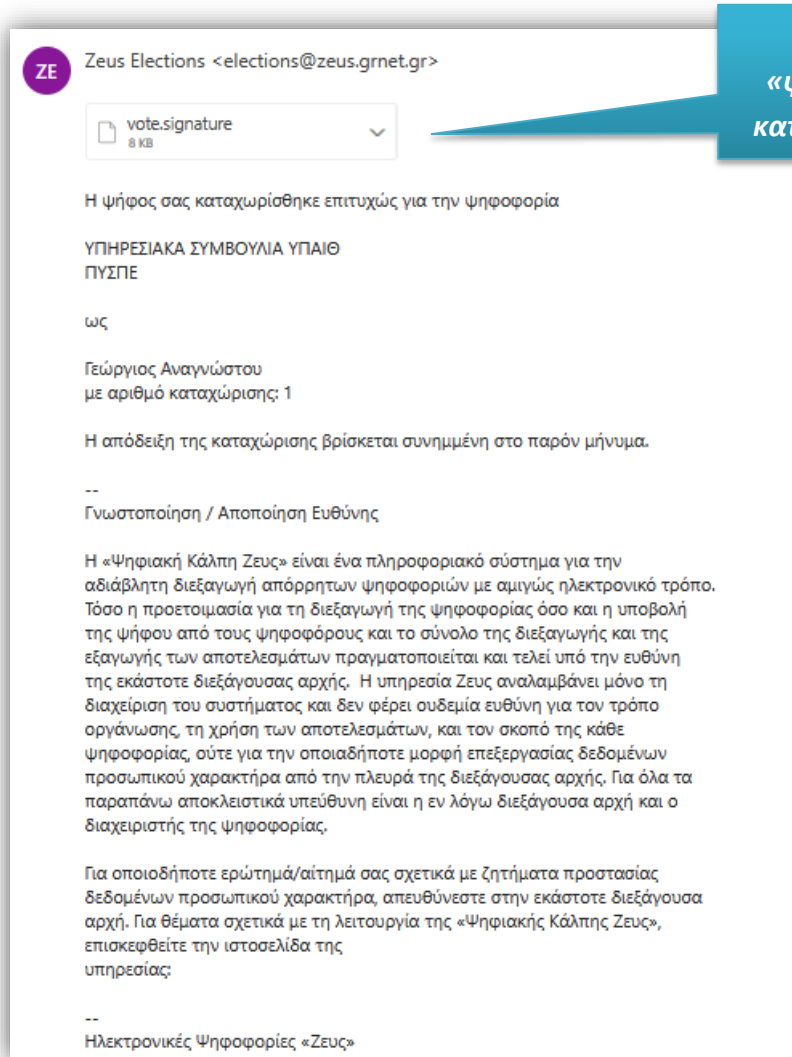 ZE
Zeus Elections <elections@zeus.grnet.gr>
vote.signature
8 KB
Η ψήφος σας καταχωρίσθηκε επιτυχώς για την ψηφοφορία
ΥΠΗΡΕΣΙΑΚΑ ΣΥΜΒΟΥΛΙΑ ΥΠΑΙΘ
ΠΥΣΠΕ
ως
Γεώργιος Αναγνώστου
με αριθμό καταχώρισης: 1
Η απόδειξη της καταχώρισης βρίσκεται συνημμένη στο παρόν μήνυμα.
--
Γνωστοποίηση / Αποποίηση Ευθύνης
Η «Ψηφιακή Κάλπη Ζευς» είναι ένα πληροφοριακό σύστημα για την
αδιάβλητη διεξαγωγή απόρρητων ψηφοφοριών με αμιγώς ηλεκτρονικό τρόπο.
Τόσο η προετοιμασία για τη διεξαγωγή της ψηφοφορίας όσο και η υποβολή
της ψήφου από τους ψηφοφόρους και το σύνολο της διεξαγωγής και της
εξαγωγής των αποτελεσμάτων πραγματοποιείται και τελεί υπό την ευθύνη
της εκάστοτε διεξάγουσας αρχής.  Η υπηρεσία Ζευς αναλαμβάνει μόνο τη
διαχείριση του συστήματος και δεν φέρει ουδεμία ευθύνη για τον τρόπο
οργάνωσης, τη χρήση των αποτελεσμάτων, και τον σκοπό της κάθε
ψηφοφορίας, ούτε για την οποιαδήποτε μορφή επεξεργασίας δεδομένων
προσωπικού χαρακτήρα από την πλευρά της διεξάγουσας αρχής. Για όλα τα
παραπάνω αποκλειστικά υπεύθυνη είναι η εν λόγω διεξάγουσα αρχή και ο
διαχειριστής της ψηφοφορίας.
Για οποιοδήποτε ερώτημά/αίτημά σας σχετικά με ζητήματα προστασίας
δεδομένων προσωπικού χαρακτήρα, απευθύνεστε στην εκάστοτε διεξάγουσα
αρχή. Για θέματα σχετικά με τη λειτουργία της «Ψηφιακής Κάλπης Ζευς»,
επισκεφθείτε την ιστοσελίδα της
υπηρεσίας:
--
Ηλεκτρονικές Ψηφοφορίες «Ζευς»